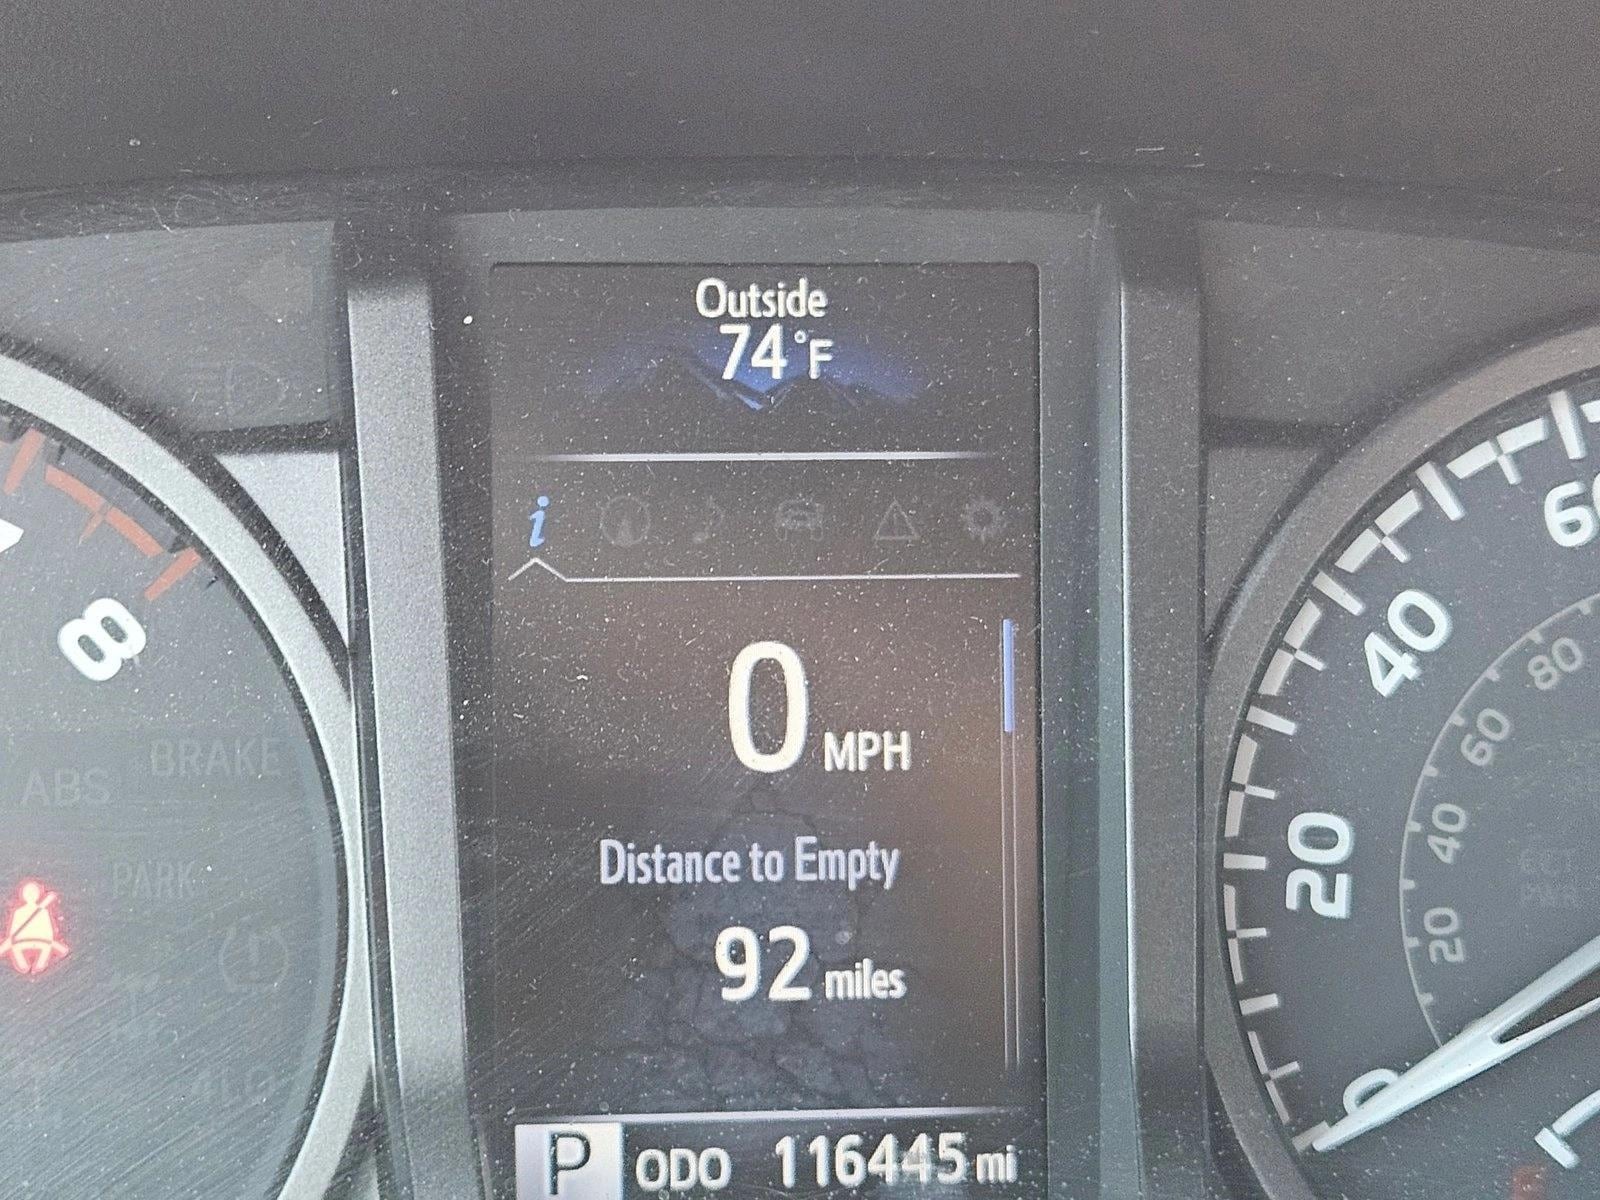 Outside
74°F
i
0 MPH
Distance to Empty
92 miles
P ODO 116445 mi
8
BRAKE
ABS
PARK
60
40
20
0
80
60
40
20